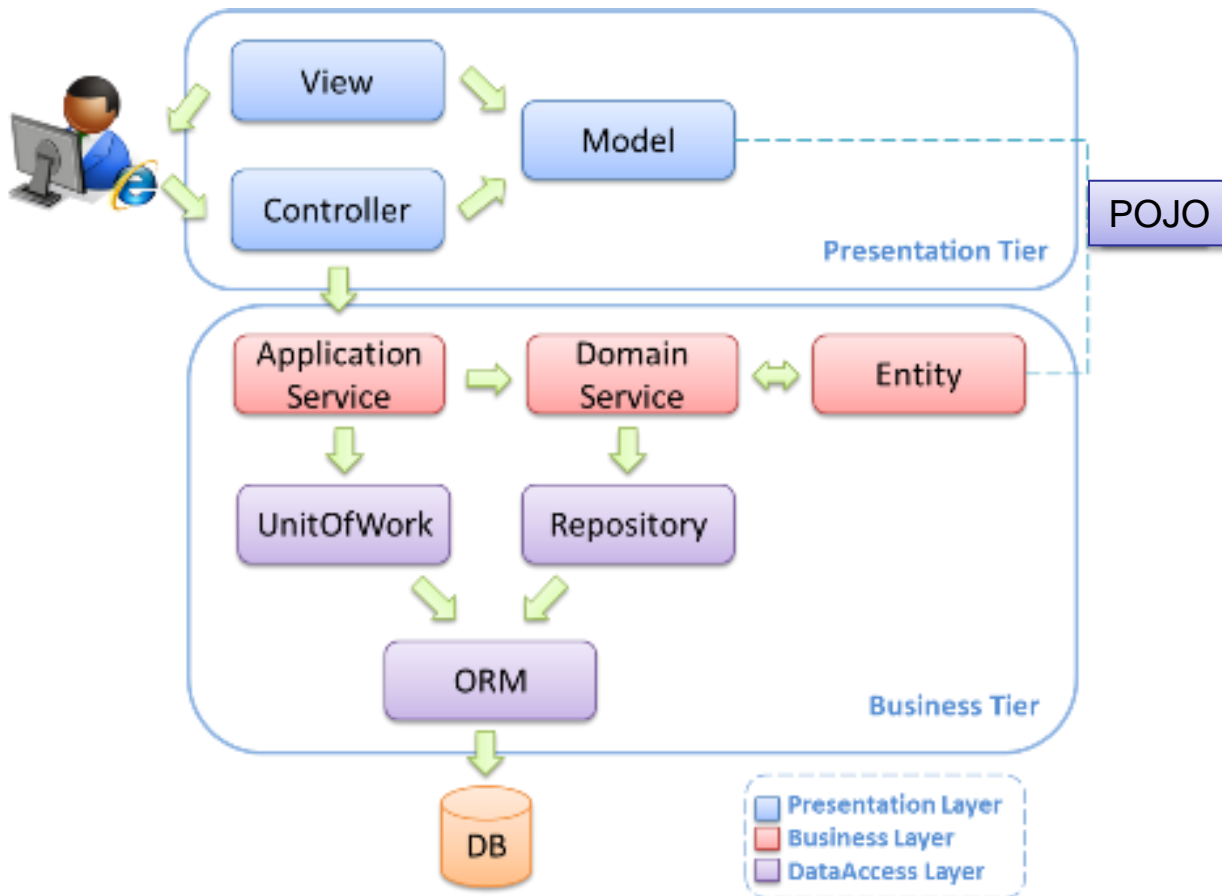 View
Model
Controller
POJO
Presentation Tier
Application
Service
Domain
Service
Entity
UnitOfWork
Repository
ORM
Business Tier
DB
Presentation Layer
Business Layer
DataAccess Layer